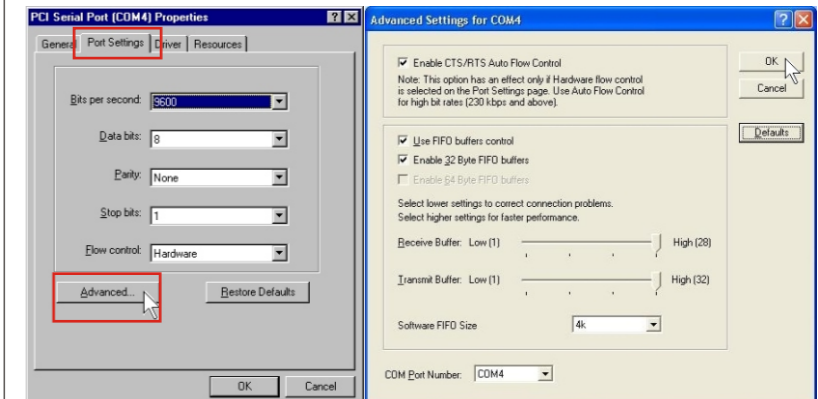 PCI Serial Port (COM4) Properties
General Port Settings Driver Resources
Bits per second: 9600
Data bits: 8
Parity: None
Stop bits: 1
Flow control: Hardware
Advanced... Restore Defaults
OK Cancel
Advanced Settings for COM4
Enable CTS/RTS Auto Flow Control
Note: This option has an effect only if Hardware flow control
is selected on the Port Settings page. Use Auto Flow Control
for high bit rates (230 kbps and above).
OK
Cancel
Defaults
Use FIFO buffers control
Enable 32 Byte FIFO buffers
Enable 64 Byte FIFO buffers
Select lower settings to correct connection problems.
Select higher settings for faster performance.
Receive Buffer: Low (1) High (28)
Transmit Buffer: Low (1) High (32)
Software FIFO Size 4k
COM Port Number: COM4